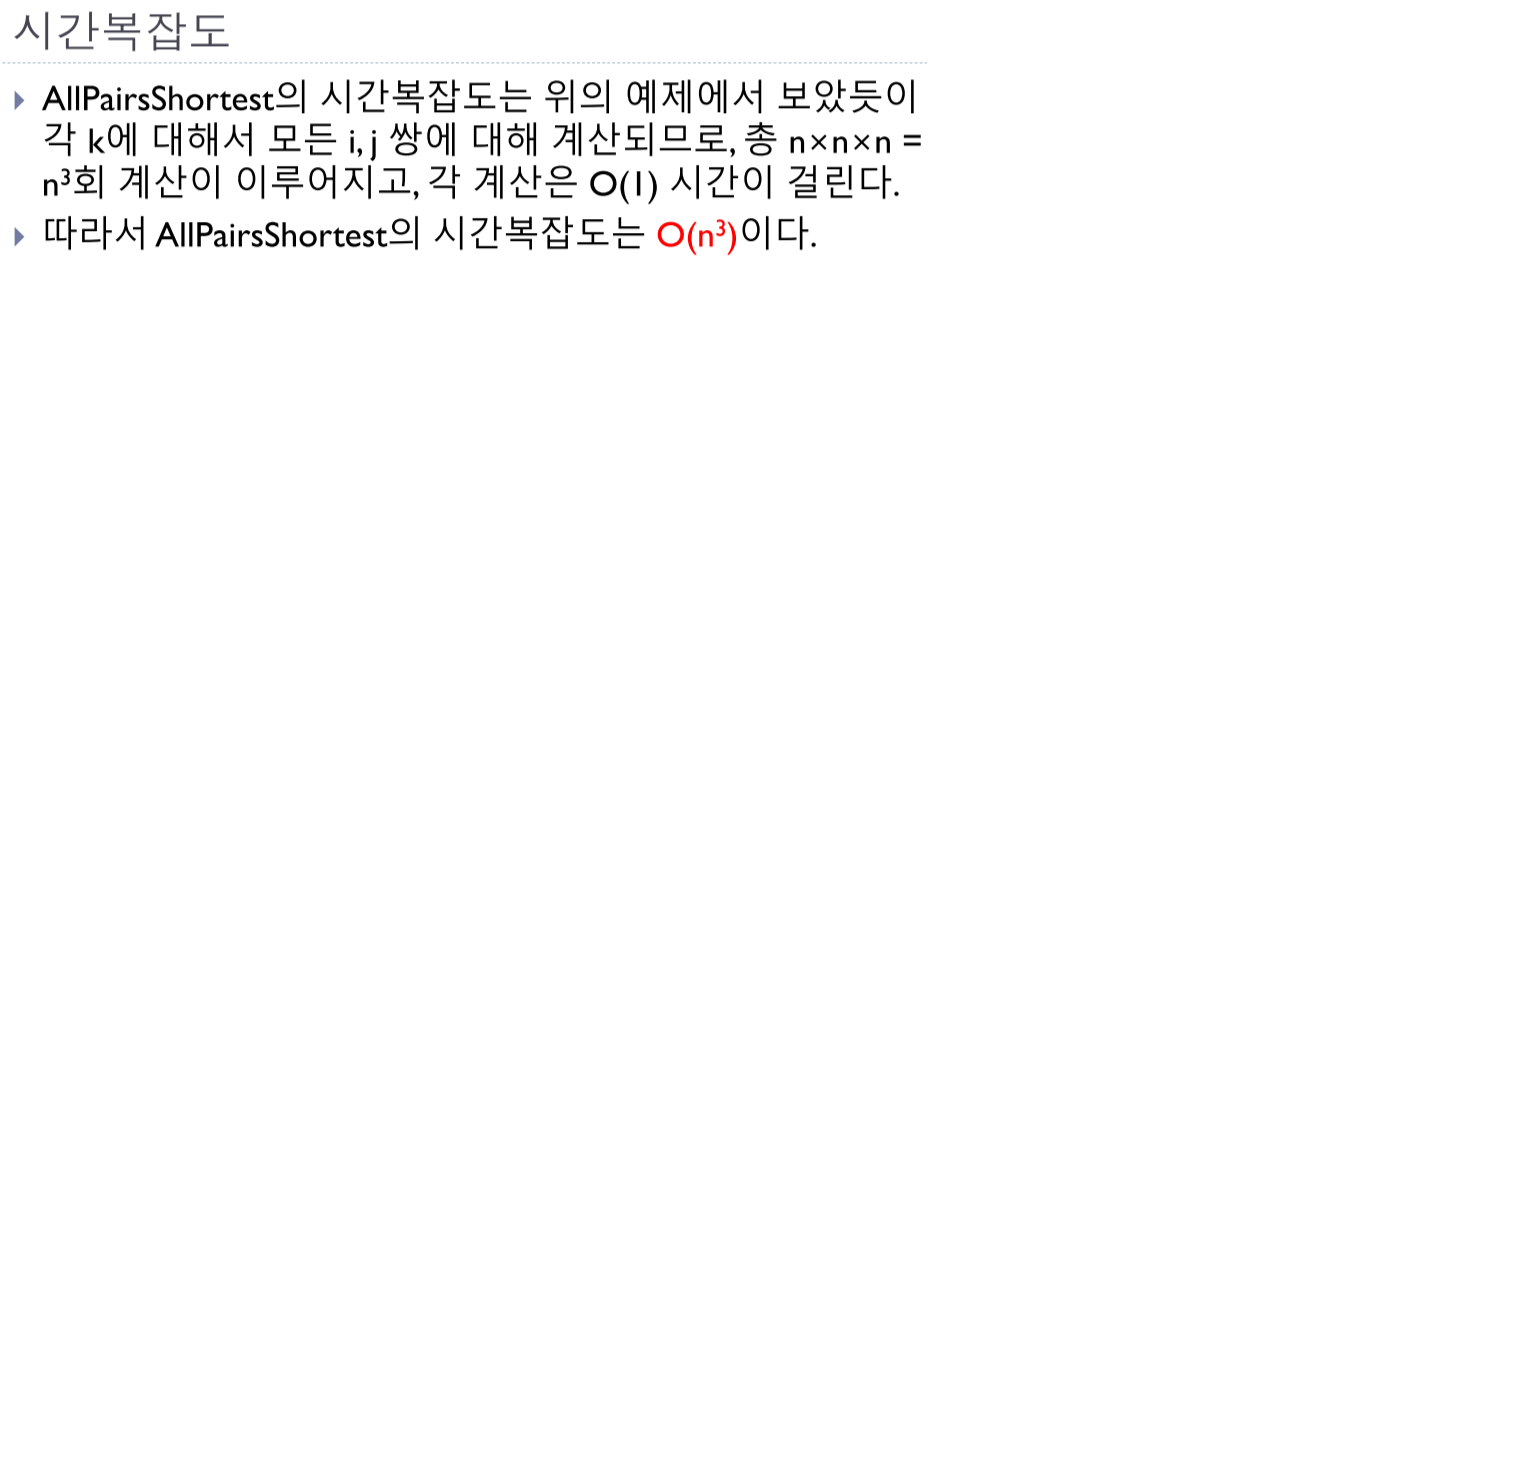 시간복잡도
AllPairsShortest의 시간복잡도는 위의 예제에서 보았듯이
각 k에 대해서 모든 i, j 쌍에 대해 계산되므로, 총 n×n×n =
n³회 계산이 이루어지고, 각 계산은 O(1) 시간이 걸린다.
따라서 AllPairsShortest의 시간복잡도는 O(n³)이다.